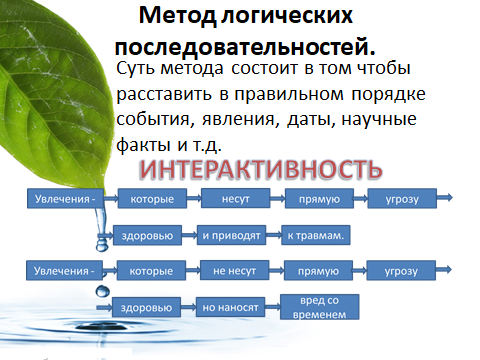 Метод логических
последовательностей.
Суть метода состоит в том чтобы
расставить в правильном порядке
события, явления, даты, научные
факты и т.д.
ИНТЕРАКТИВНОСТЬ
Увлечения - которые несут прямую угрозу
здоровью и приводят к травмам.
Увлечения - которые не несут прямую угрозу
здоровью но наносят вред со
временем